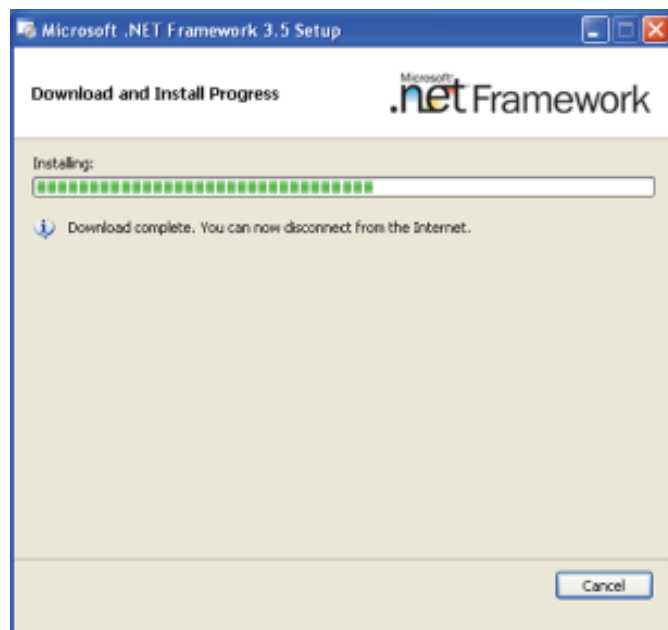 Microsoft .NET Framework 3.5 Setup
Download and Install Progress
Microsoft
.net Framework
Installing:
Download complete. You can now disconnect from the Internet.
Cancel